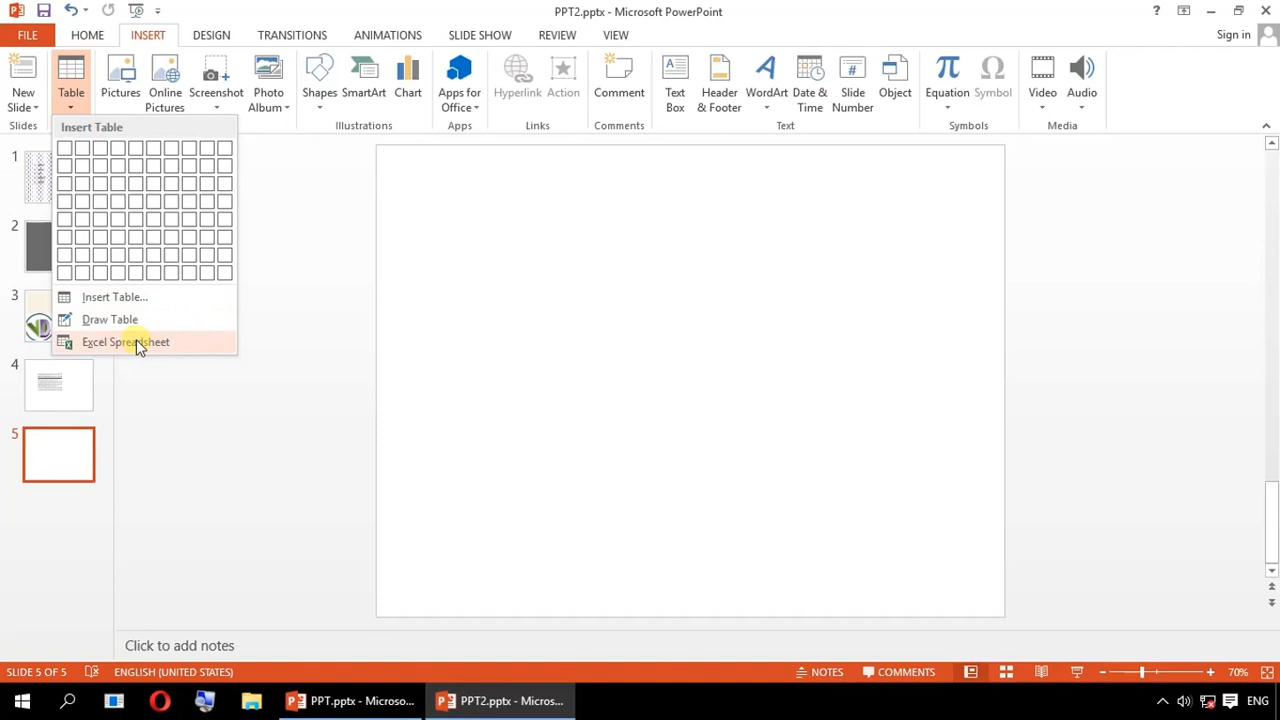 PPT2.pptx - Microsoft PowerPoint
?
FILE HOME INSERT DESIGN TRANSITIONS ANIMATIONS SLIDE SHOW REVIEW VIEW Sign in
New Slide
Table
Pictures
Online Pictures
Screenshot
Photo Album
Shapes
SmartArt
Chart
Apps for Office
Hyperlink
Action
Comment
Text Box
Header & Footer
WordArt
Date & Time
Slide Number
Object
Equation
Symbol
Video
Audio
Slides Illustrations Apps Links Comments Text Symbols Media
Insert Table
Insert Table...
Draw Table
Excel Spreadsheet
1
2
3
4
5
Click to add notes
SLIDE 5 OF 5 ENGLISH (UNITED STATES) NOTES COMMENTS 70%
PPT.pptx - Microso... PPT2.pptx - Micros... ENG